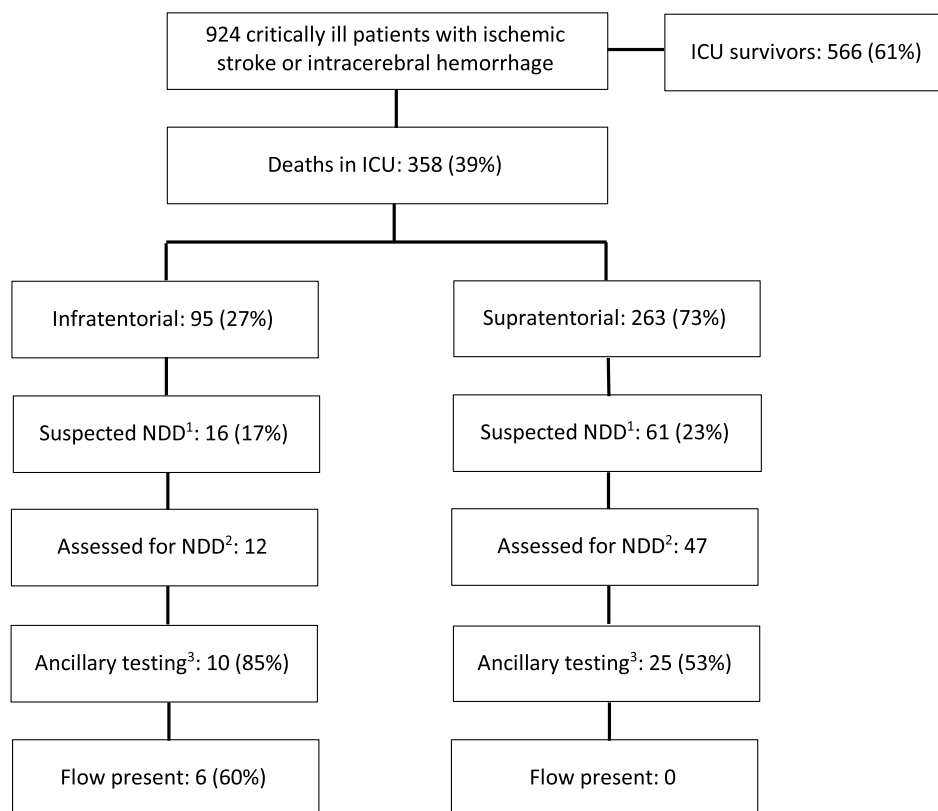 924 critically ill patients with ischemic
stroke or intracerebral hemorrhage
ICU survivors: 566 (61%)
Deaths in ICU: 358 (39%)
Infratentorial: 95 (27%)
Supratentorial: 263 (73%)
Suspected NDD¹: 16 (17%)
Suspected NDD¹: 61 (23%)
Assessed for NDD²: 12
Assessed for NDD²: 47
Ancillary testing³: 10 (85%)
Ancillary testing³: 25 (53%)
Flow present: 6 (60%)
Flow present: 0